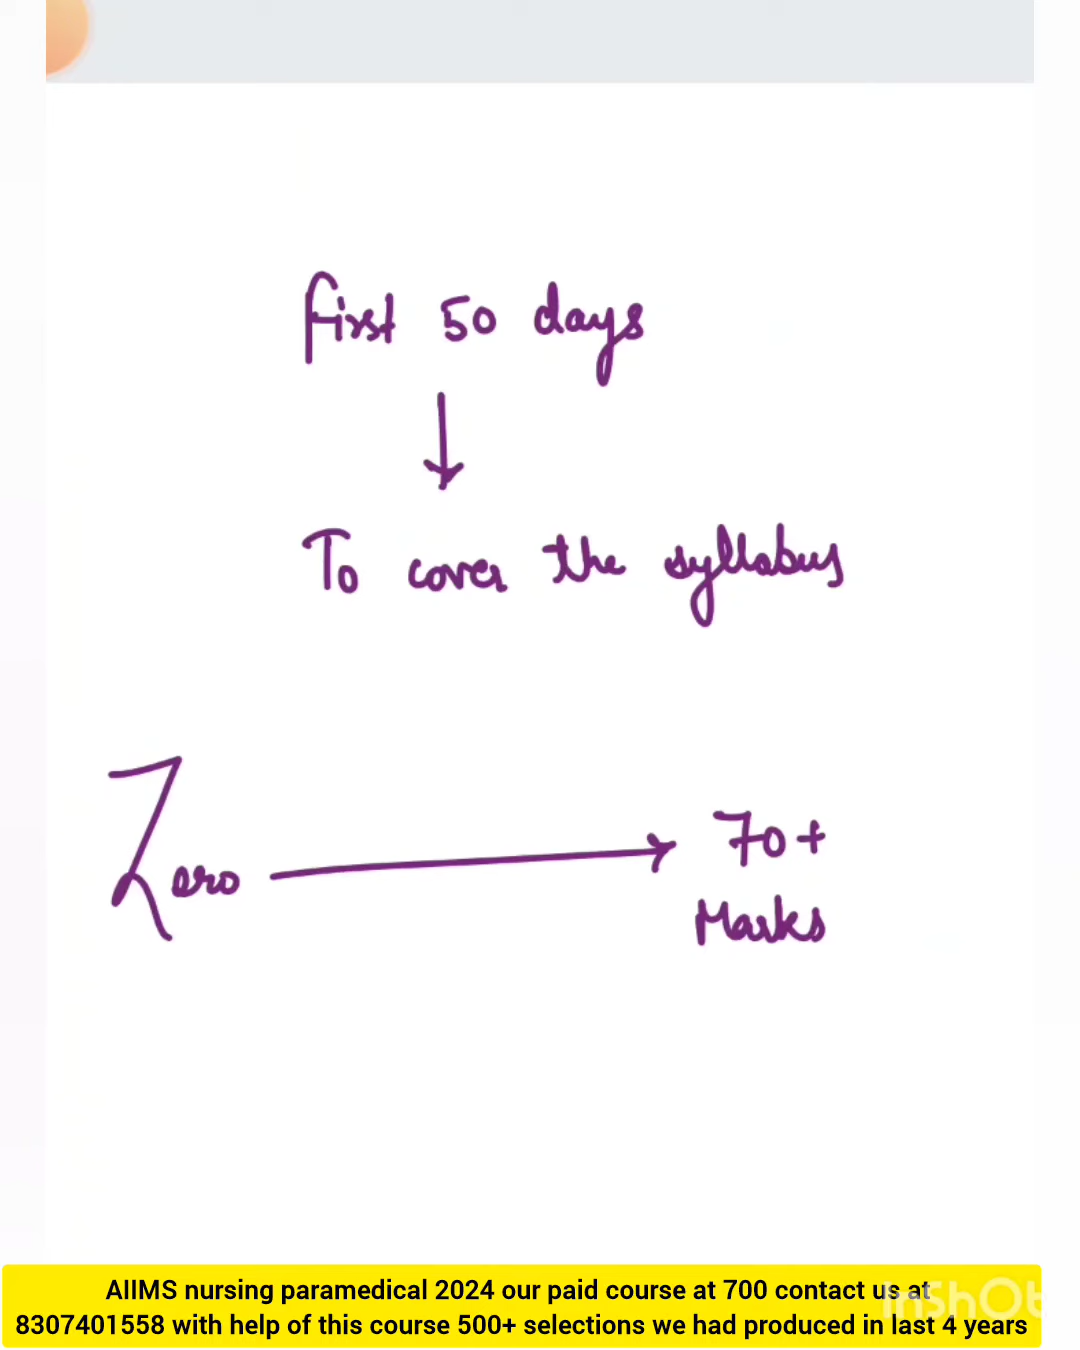 first 50 days
To cover the syllabus
Zero
70+
Marks
AIIMS nursing paramedical 2024 our paid course at 700 contact us at
8307401558 with help of this course 500+ selections we had produced in last 4 years
InShOt